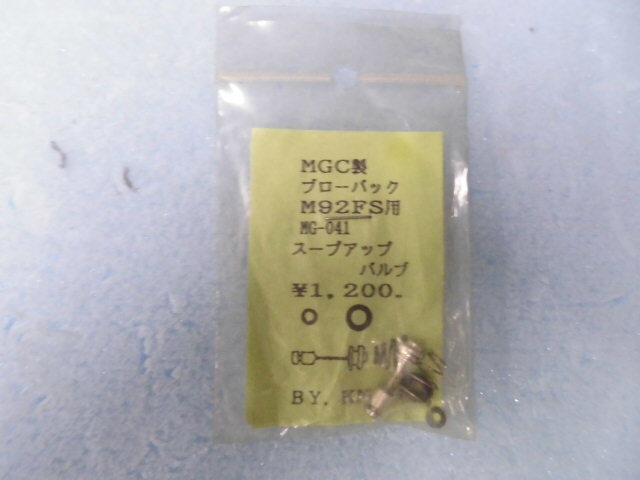 MGC製
ブローバック
M92FS用
MG-041
スープアップ
バルブ
¥1,200-
BY.